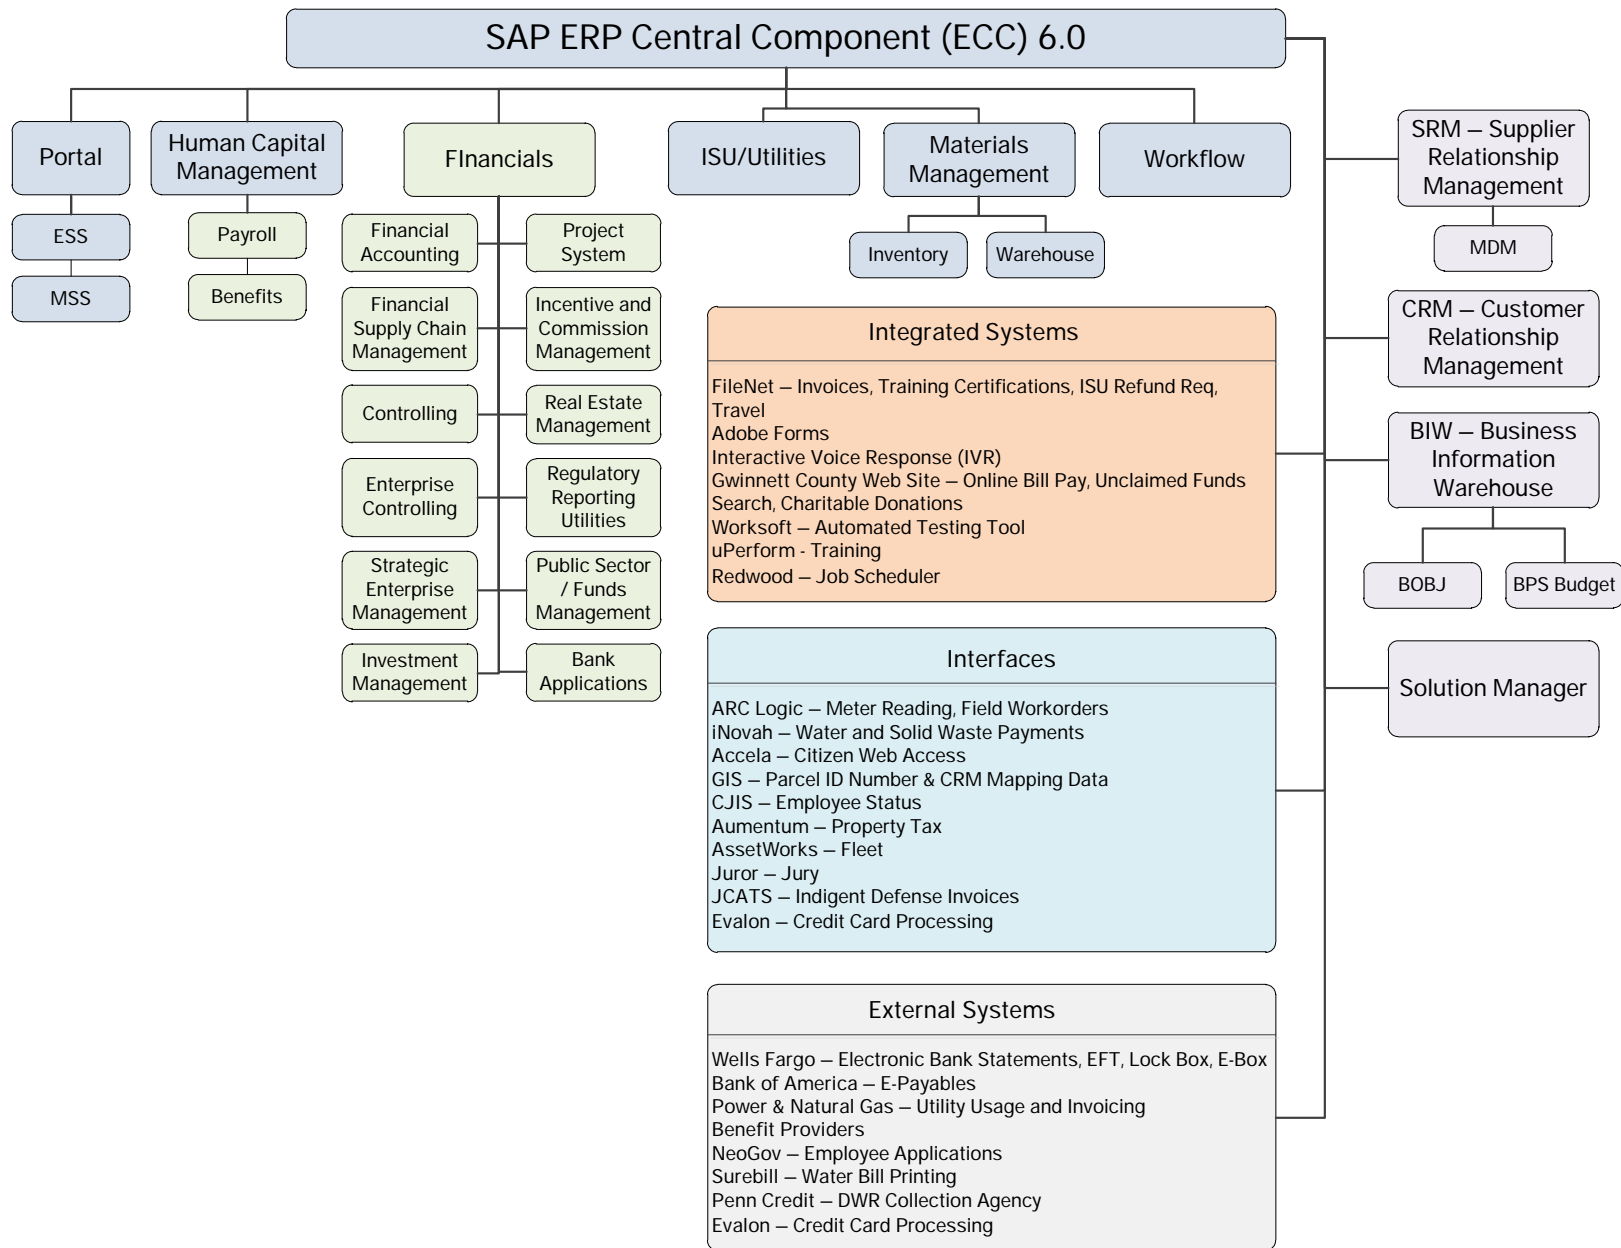 SAP ERP Central Component (ECC) 6.0
Portal
Human Capital
Management
FInancials
ISU/Utilities
Materials
Management
Workflow
SRM – Supplier
Relationship
Management
ESS
MSS
Payroll
Benefits
Financial
Accounting
Project
System
Financial
Supply Chain
Management
Incentive and
Commission
Management
Controlling
Real Estate
Management
Enterprise
Controlling
Regulatory
Reporting
Utilities
Strategic
Enterprise
Management
Public Sector
/ Funds
Management
Investment
Management
Bank
Applications
Inventory
Warehouse
MDM
CRM – Customer
Relationship
Management
BIW – Business
Information
Warehouse
BOBJ
BPS Budget
Solution Manager
Integrated Systems
FileNet – Invoices, Training Certifications, ISU Refund Req,
Travel
Adobe Forms
Interactive Voice Response (IVR)
Gwinnett County Web Site – Online Bill Pay, Unclaimed Funds
Search, Charitable Donations
Worksoft – Automated Testing Tool
uPerform - Training
Redwood – Job Scheduler
Interfaces
ARC Logic – Meter Reading, Field Workorders
iNovah – Water and Solid Waste Payments
Accela – Citizen Web Access
GIS – Parcel ID Number & CRM Mapping Data
CJIS – Employee Status
Aumentum – Property Tax
AssetWorks – Fleet
Juror – Jury
JCATS – Indigent Defense Invoices
Evalon – Credit Card Processing
External Systems
Wells Fargo – Electronic Bank Statements, EFT, Lock Box, E-Box
Bank of America – E-Payables
Power & Natural Gas – Utility Usage and Invoicing
Benefit Providers
NeoGov – Employee Applications
Surebill – Water Bill Printing
Penn Credit – DWR Collection Agency
Evalon – Credit Card Processing